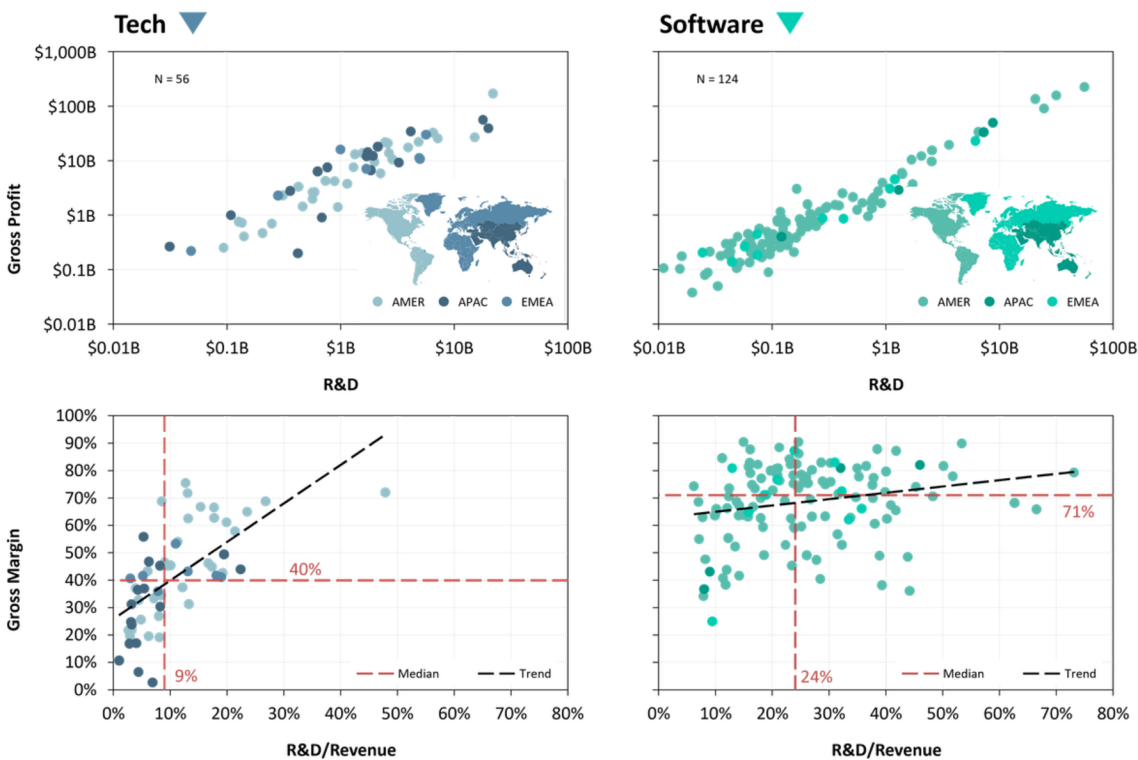 Tech
Software
Gross Profit
$1,000B
$100B
$10B
$1B
$0.1B
$0.01B
N = 56
AMER APAC EMEA
$0.01B $0.1B $1B $10B $100B
R&D
N = 124
AMER APAC EMEA
$0.01B $0.1B $1B $10B $100B
R&D
Gross Margin
100%
90%
80%
70%
60%
50%
40%
30%
20%
10%
0%
40%
9%
Median Trend
0% 10% 20% 30% 40% 50% 60% 70% 80%
R&D/Revenue
71%
24%
Median Trend
0% 10% 20% 30% 40% 50% 60% 70% 80%
R&D/Revenue